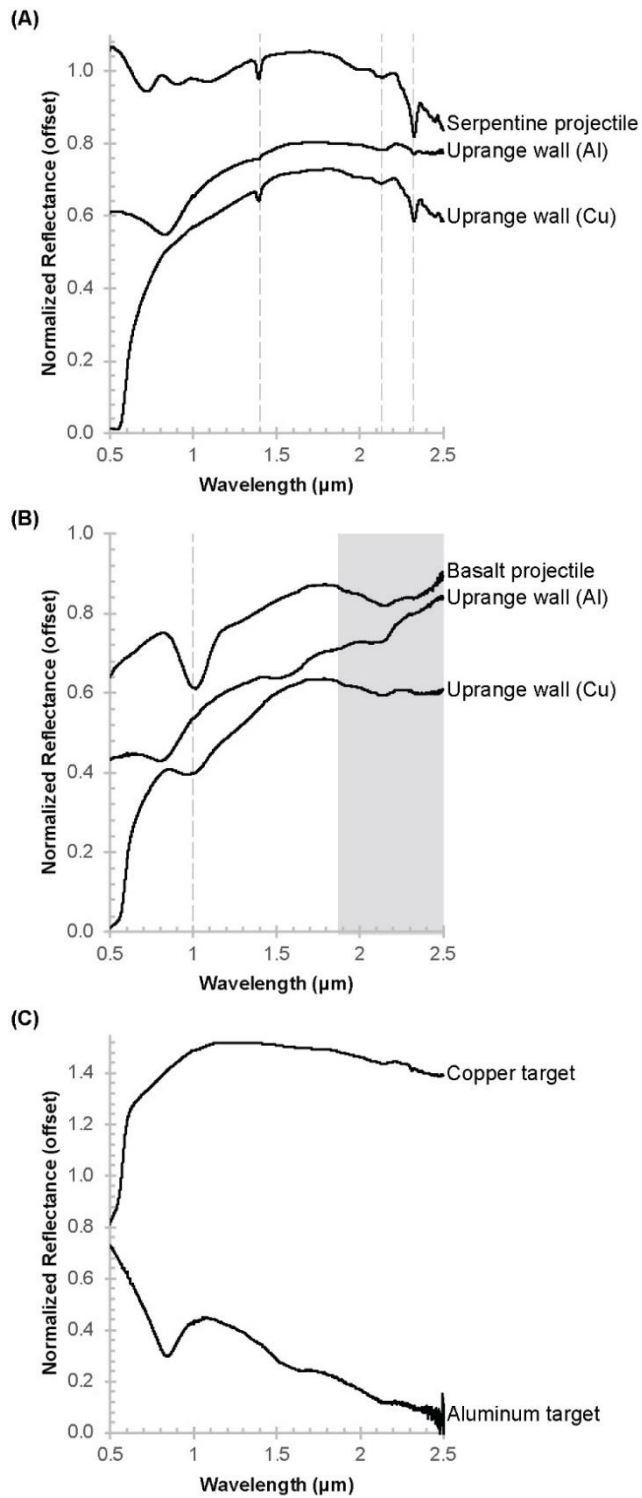 (A)
Normalized Reflectance (offset)
1.0
0.8
0.6
0.4
0.2
0.0
Serpentine projectile
Uprange wall (Al)
Uprange wall (Cu)
0.5 1 1.5 2 2.5
Wavelength (µm)
(B)
Normalized Reflectance (offset)
1.0
0.8
0.6
0.4
0.2
0.0
Basalt projectile
Uprange wall (Al)
Uprange wall (Cu)
0.5 1 1.5 2 2.5
Wavelength (µm)
(C)
Normalized Reflectance (offset)
1.4
1.2
1.0
0.8
0.6
0.4
0.2
0.0
Copper target
Aluminum target
0.5 1 1.5 2 2.5
Wavelength (µm)